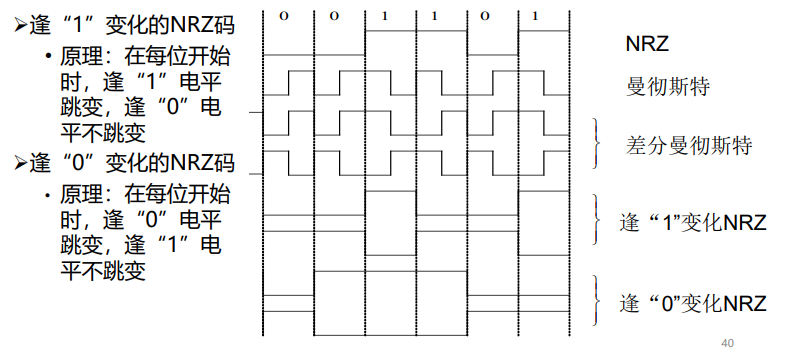 ➢逢“1”变化的NRZ码
• 原理：在每位开始
时，逢“1”电平
跳变，逢“0”电
平不跳变
➢逢“0”变化的NRZ码
• 原理：在每位开始
时，逢“0”电平
跳变，逢“1”电
平不跳变
0 0 1 1 0 1
NRZ
曼彻斯特
差分曼彻斯特
逢“1”变化NRZ
逢“0”变化NRZ
40